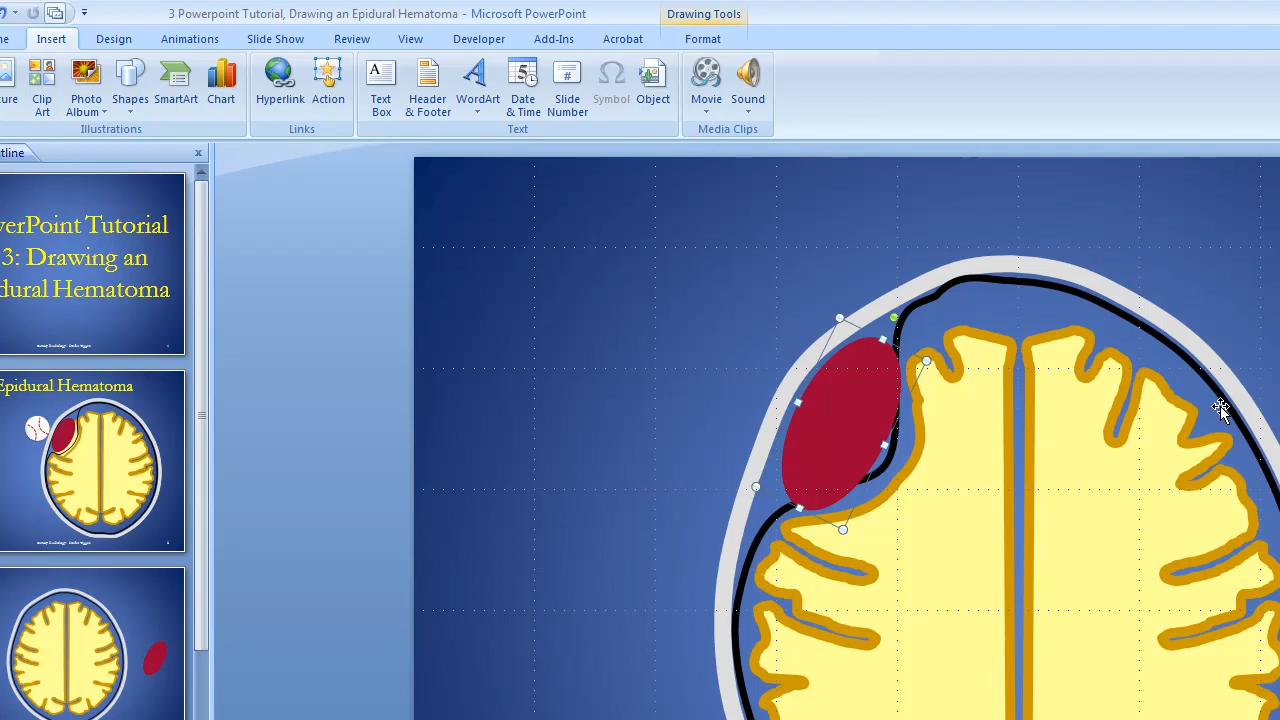 3 Powerpoint Tutorial, Drawing an Epidural Hematoma - Microsoft PowerPoint
Drawing Tools
me Insert Design Animations Slide Show Review View Developer Add-Ins Acrobat Format
ture
Clip Art
Photo Album
Shapes
SmartArt
Chart
Hyperlink
Action
Text Box
Header & Footer
WordArt
Date & Time
Slide Number
Symbol
Object
Movie
Sound
Illustrations
Links
Text
Media Clips
utline
verPoint Tutorial
3: Drawing an
dural Hematoma
Epidural Hematoma